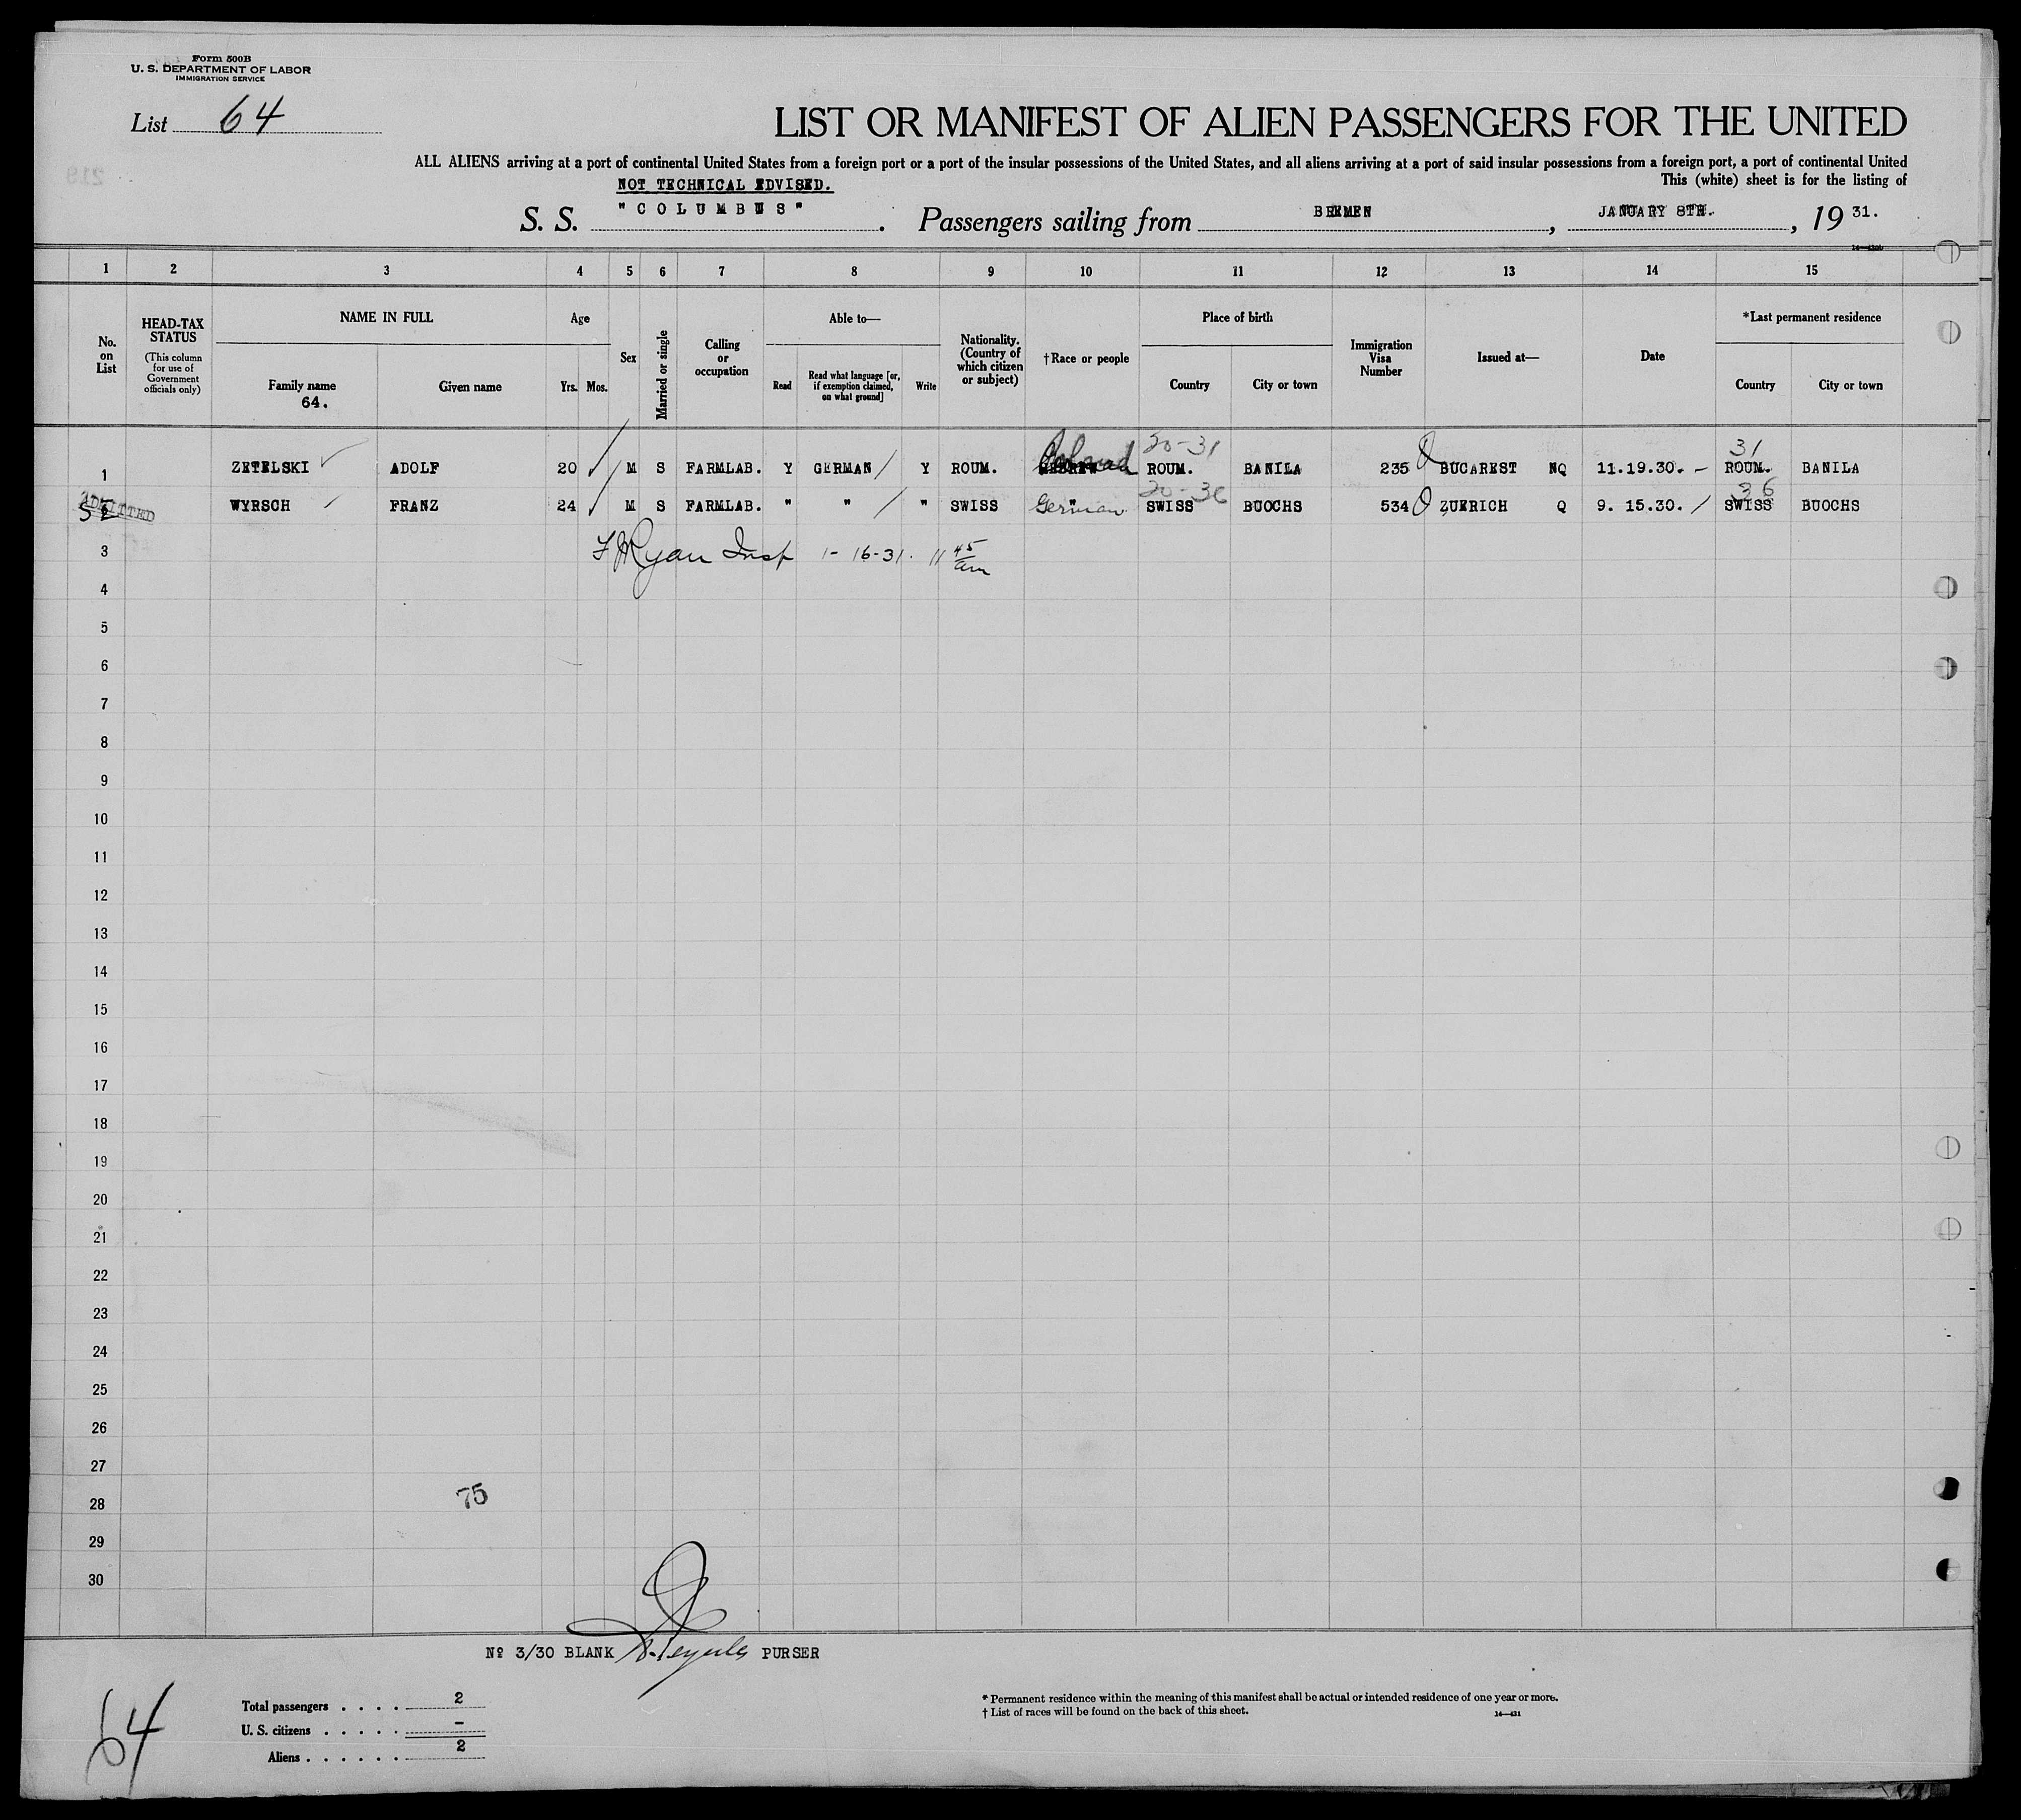 Form 500B
U. S. DEPARTMENT OF LABOR
IMMIGRATION SERVICE
List 64
LIST OR MANIFEST OF ALIEN PASSENGERS FOR THE UNITED
ALL ALIENS arriving at a port of continental United States from a foreign port or a port of the insular possessions of the United States, and all aliens arriving at a port of said insular possessions from a foreign port, a port of continental United
This (white) sheet is for the listing of
NOT TECHNICAL EDVISED.
S. S. "COLUMBUS". Passengers sailing from BREMEN, JANUARY 8TH., 19 31.
1 2 3 4 5 6 7 8 9 10 11 12 13 14 15
No. on List
HEAD-TAX STATUS
(This column for use of Government officials only)
NAME IN FULL
Family name
64.
Given name
Age
Yrs. Mos.
Sex
Married or single
Calling or occupation
Able to—
Read
Read what language [or, if exemption claimed, on what ground]
Write
Nationality. (Country of which citizen or subject)
†Race or people
Place of birth
Country
City or town
Immigration Visa Number
Issued at—
Date
*Last permanent residence
Country
City or town
20-31 31
1 ZETELSKI ADOLF 20 M S FARMLAB. Y GERMAN Y ROUM. ROUM. BANILA 235 BUCAREST NQ 11.19.30. ROUM. BANILA
20-36 36
ADMITTED
WYRSCH FRANZ 24 M S FARMLAB. " " " SWISS German " SWISS BUOCHS 534 ZUERICH Q 9. 15.30. SWISS BUOCHS
3 Ryan Insp 1-16-31. 11 45 am
4
5
6
7
8
9
10
11
12
13
14
15
16
17
18
19
20
21
22
23
24
25
26
27
28
75
29
30
Nº 3/30 BLANK PURSER
64
Total passengers . . . . 2
U. S. citizens . . . . . –
Aliens . . . . . . 2
* Permanent residence within the meaning of this manifest shall be actual or intended residence of one year or more.
† List of races will be found on the back of this sheet.
14—431